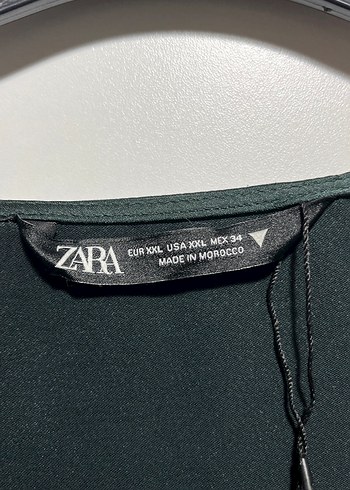 ZARA
EUR XXL USA XXL MEX 34
MADE IN MOROCCO